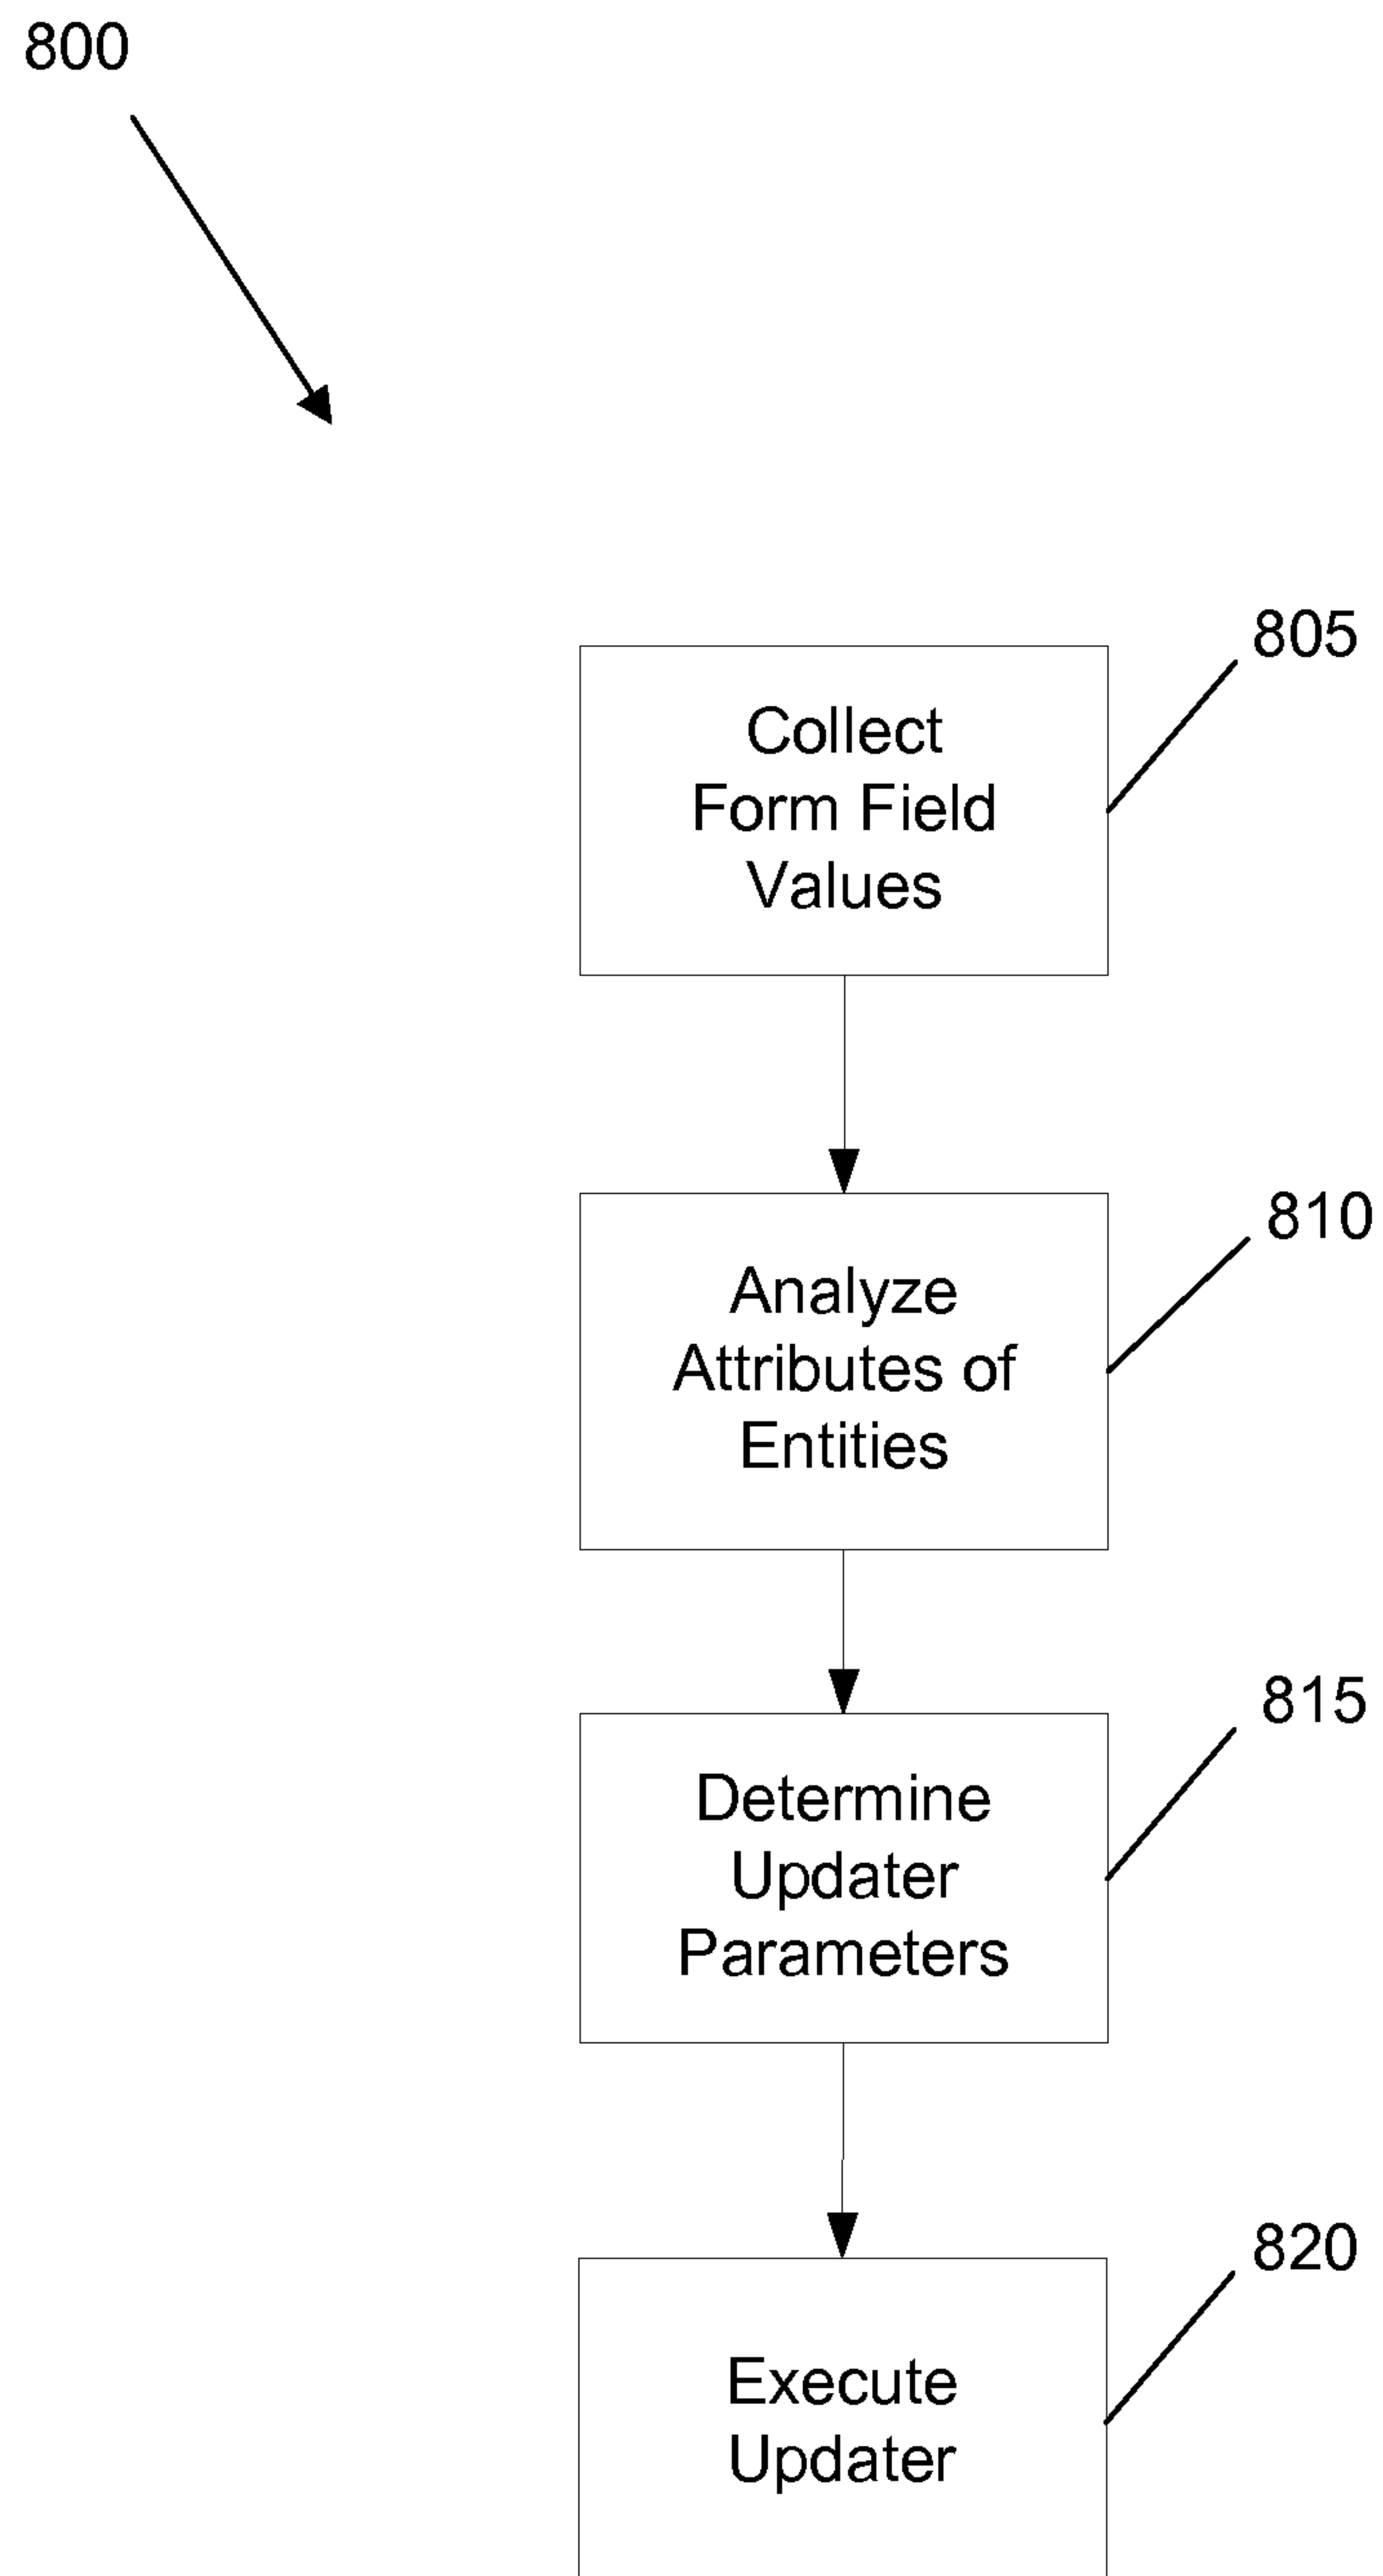 800
805
Collect
Form Field
Values
810
Analyze
Attributes of
Entities
815
Determine
Updater
Parameters
820
Execute
Updater